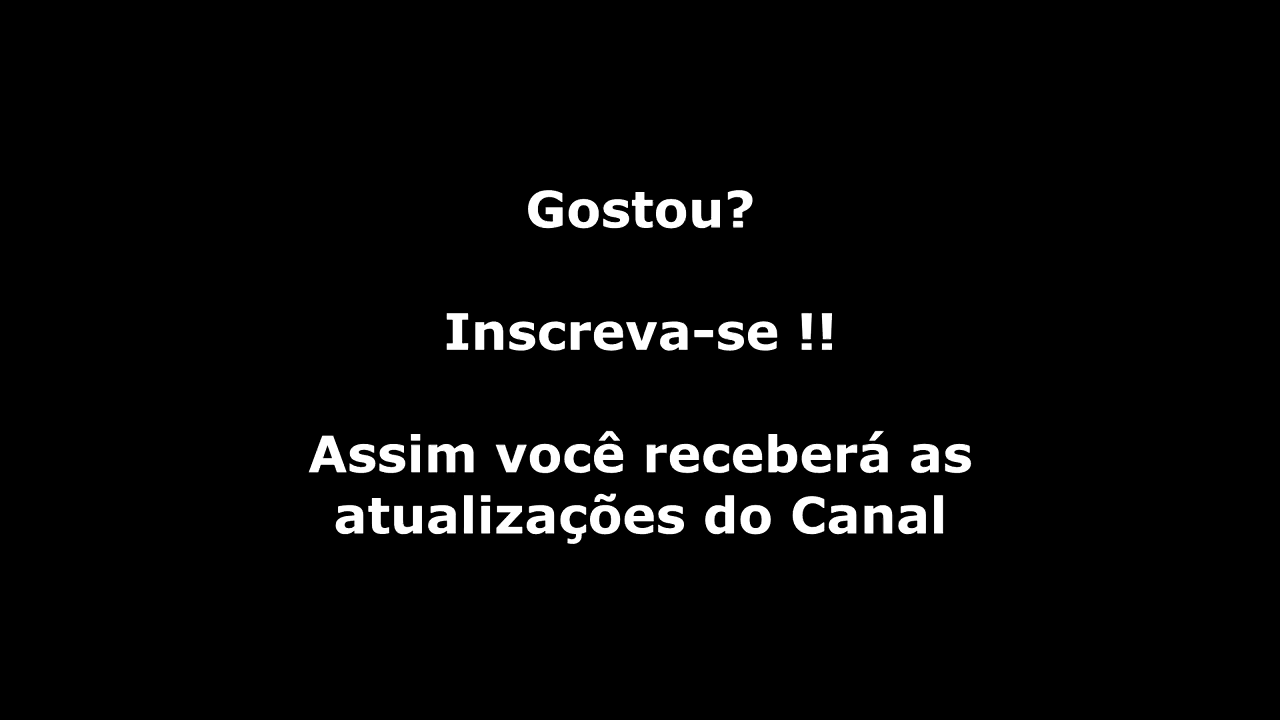 Gostou?
Inscreva-se !!
Assim você receberá as
atualizações do Canal